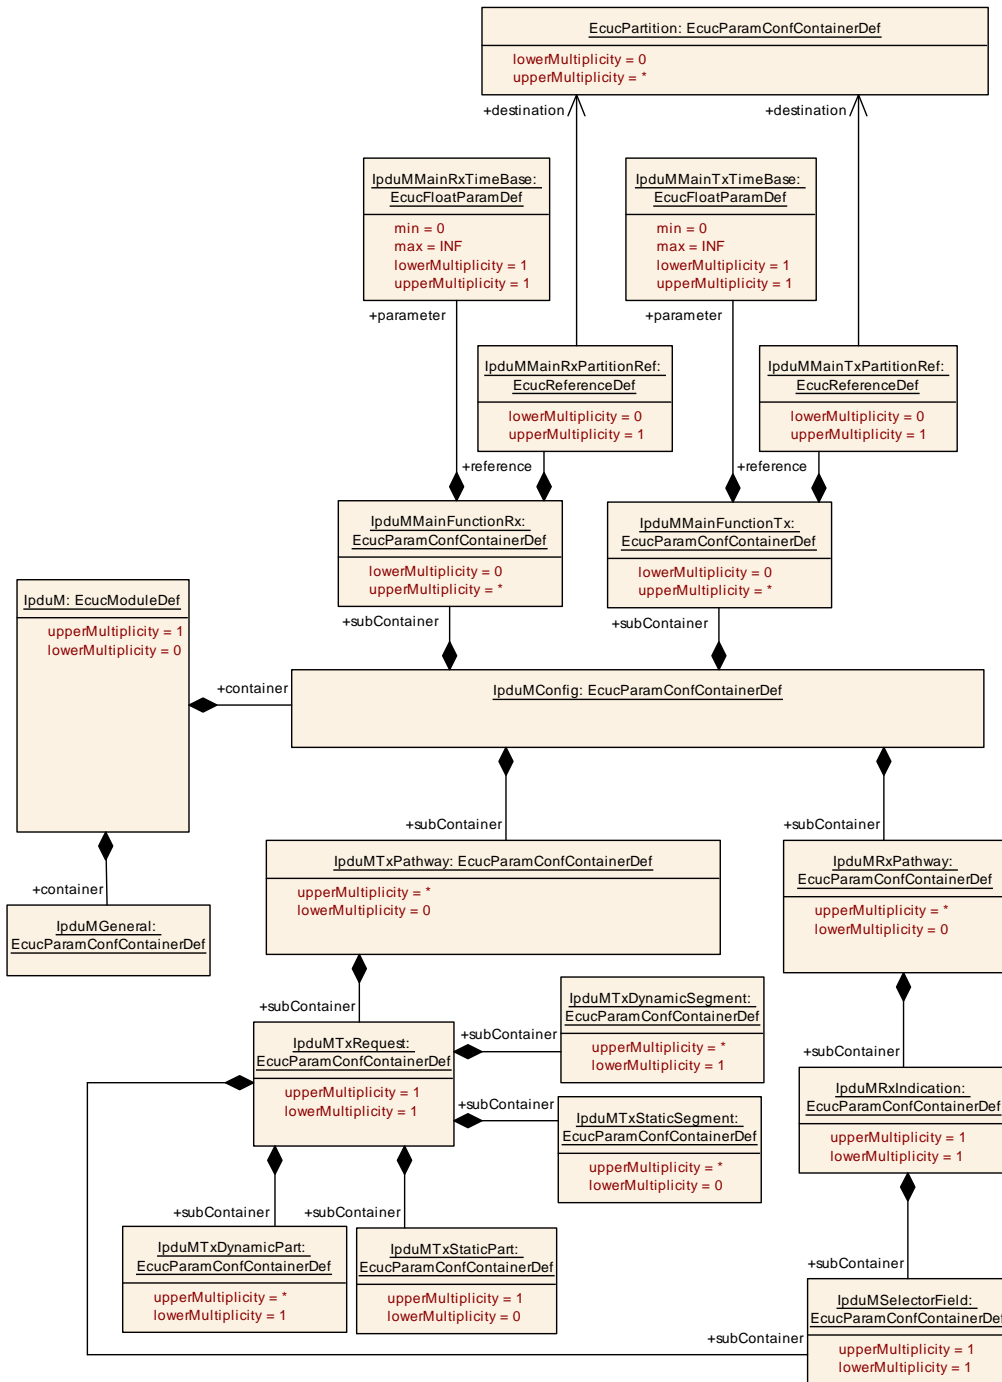 EcucPartition: EcucParamConfContainerDef
lowerMultiplicity = 0
upperMultiplicity = *
+destination
+destination
IpduMMainRxTimeBase:
EcucFloatParamDef
min = 0
max = INF
lowerMultiplicity = 1
upperMultiplicity = 1
IpduMMainTxTimeBase:
EcucFloatParamDef
min = 0
max = INF
lowerMultiplicity = 1
upperMultiplicity = 1
+parameter
+parameter
IpduMMainRxPartitionRef:
EcucReferenceDef
lowerMultiplicity = 0
upperMultiplicity = 1
IpduMMainTxPartitionRef:
EcucReferenceDef
lowerMultiplicity = 0
upperMultiplicity = 1
+reference
+reference
IpduMMainFunctionRx:
EcucParamConfContainerDef
lowerMultiplicity = 0
upperMultiplicity = *
IpduMMainFunctionTx:
EcucParamConfContainerDef
lowerMultiplicity = 0
upperMultiplicity = *
+subContainer
+subContainer
IpduM: EcucModuleDef
upperMultiplicity = 1
lowerMultiplicity = 0
+container
IpduMConfig: EcucParamConfContainerDef
+subContainer
+subContainer
IpduMTxPathway: EcucParamConfContainerDef
upperMultiplicity = *
lowerMultiplicity = 0
IpduMRxPathway:
EcucParamConfContainerDef
upperMultiplicity = *
lowerMultiplicity = 0
+container
IpduMGeneral:
EcucParamConfContainerDef
+subContainer
IpduMTxRequest:
EcucParamConfContainerDef
upperMultiplicity = 1
lowerMultiplicity = 1
+subContainer
IpduMTxDynamicSegment:
EcucParamConfContainerDef
upperMultiplicity = *
lowerMultiplicity = 1
+subContainer
IpduMTxStaticSegment:
EcucParamConfContainerDef
upperMultiplicity = *
lowerMultiplicity = 0
+subContainer
IpduMRxIndication:
EcucParamConfContainerDef
upperMultiplicity = 1
lowerMultiplicity = 1
+subContainer
+subContainer
IpduMTxDynamicPart:
EcucParamConfContainerDef
upperMultiplicity = *
lowerMultiplicity = 1
IpduMTxStaticPart:
EcucParamConfContainerDef
upperMultiplicity = 1
lowerMultiplicity = 0
+subContainer
+subContainer
IpduMSelectorField:
EcucParamConfContainerDef
upperMultiplicity = 1
lowerMultiplicity = 1